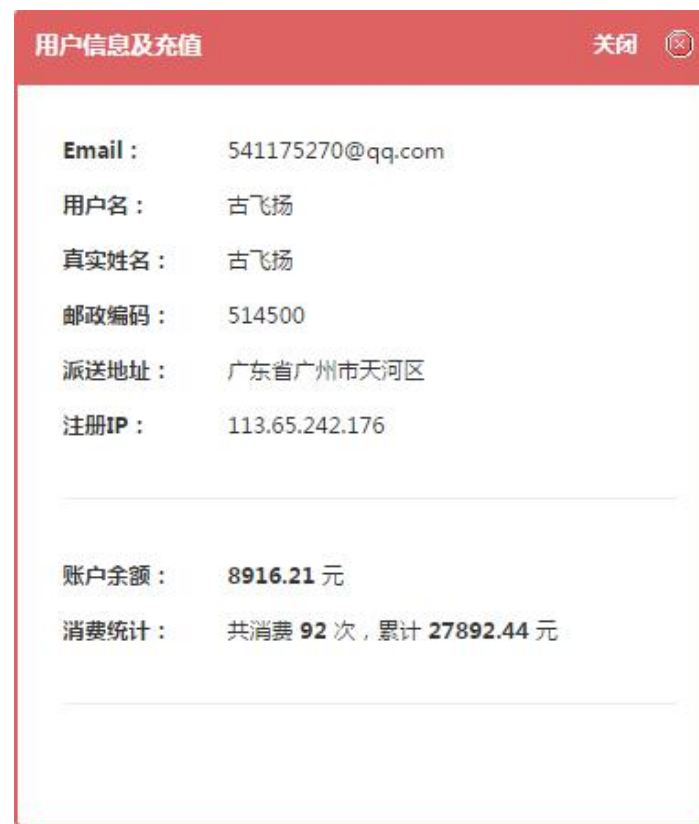 用户信息及充值 关闭
Email： 541175270@qq.com
用户名： 古飞扬
真实姓名： 古飞扬
邮政编码： 514500
派送地址： 广东省广州市天河区
注册IP： 113.65.242.176
账户余额： 8916.21 元
消费统计： 共消费 92 次，累计 27892.44 元